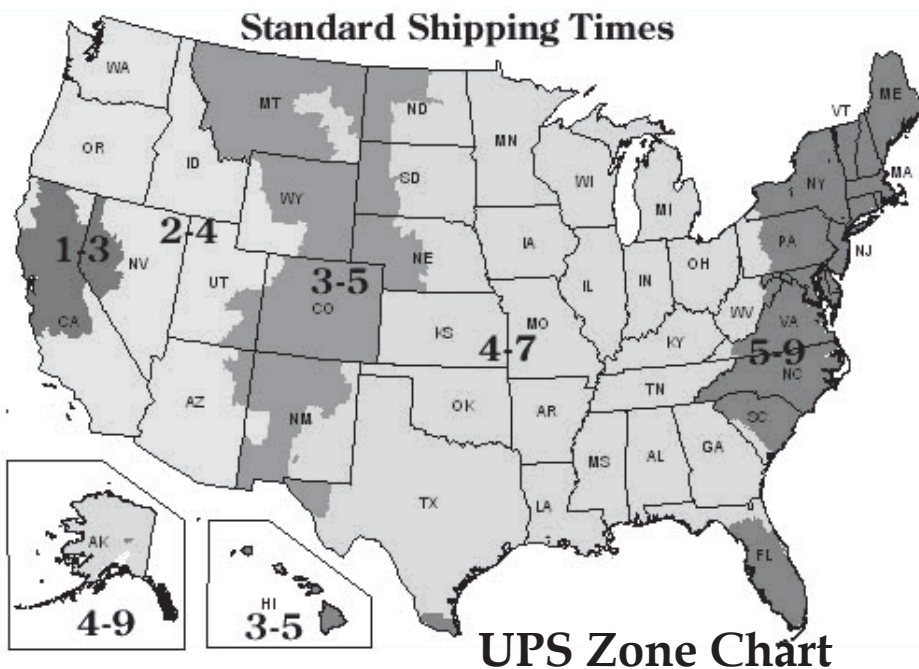 Standard Shipping Times
WA
MT
ND
MN
VT
ME
OR
ID
WY
SD
WI
MI
NY
MA
1-3
2-4
NV
UT
3-5
CO
NE
IA
IL
IN
OH
PA
NJ
CA
KS
4-7
MO
KY
WV
VA
5-9
NC
AZ
NM
OK
AR
TN
SC
TX
LA
MS
AL
GA
FL
AK
4-9
HI
3-5
UPS Zone Chart